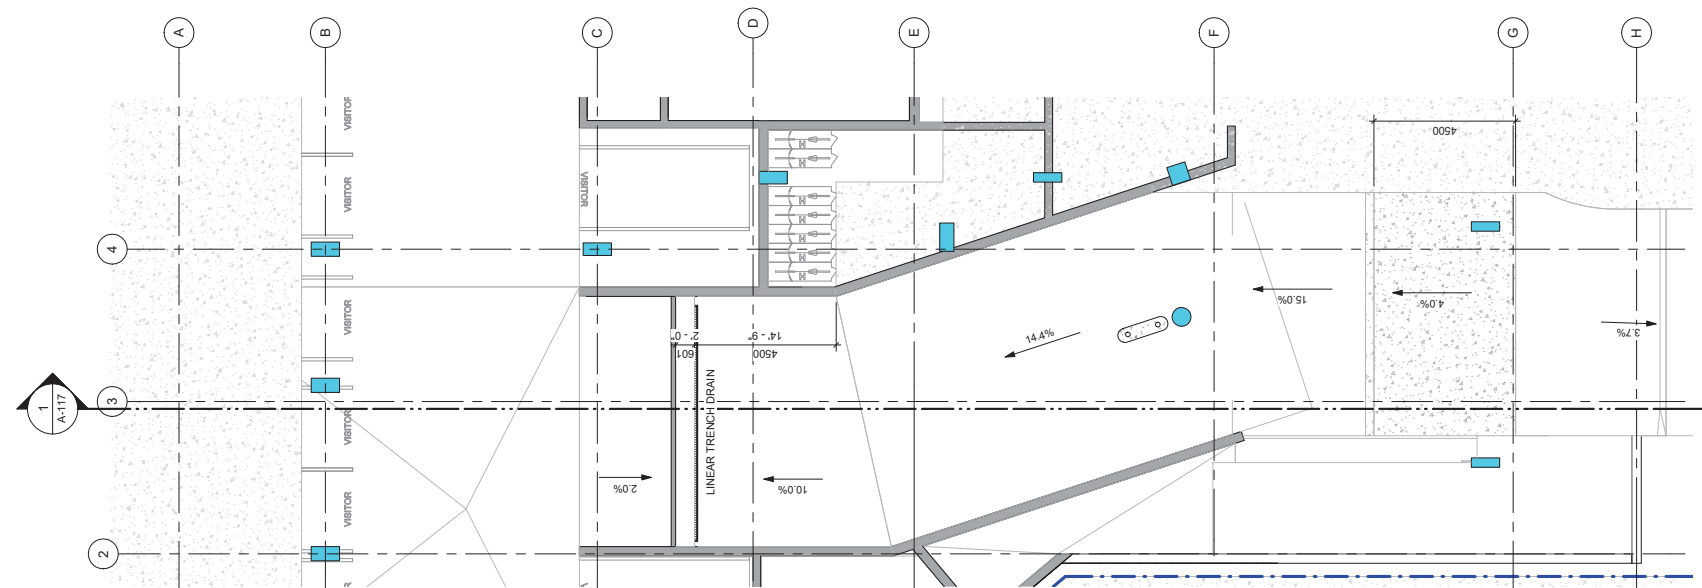 A
B
C
D
E
F
G
H
VISITOR
VISITOR
VISITOR
VISITOR
VISITOR
VISITOR
H
H
H
H
H
H
H
4500
4
15.0%
4.0%
3.7%
14.4%
2' - 0"
601
14' - 9"
4500
LINEAR TRENCH DRAIN
3
1
A-117
2.0%
10.0%
2